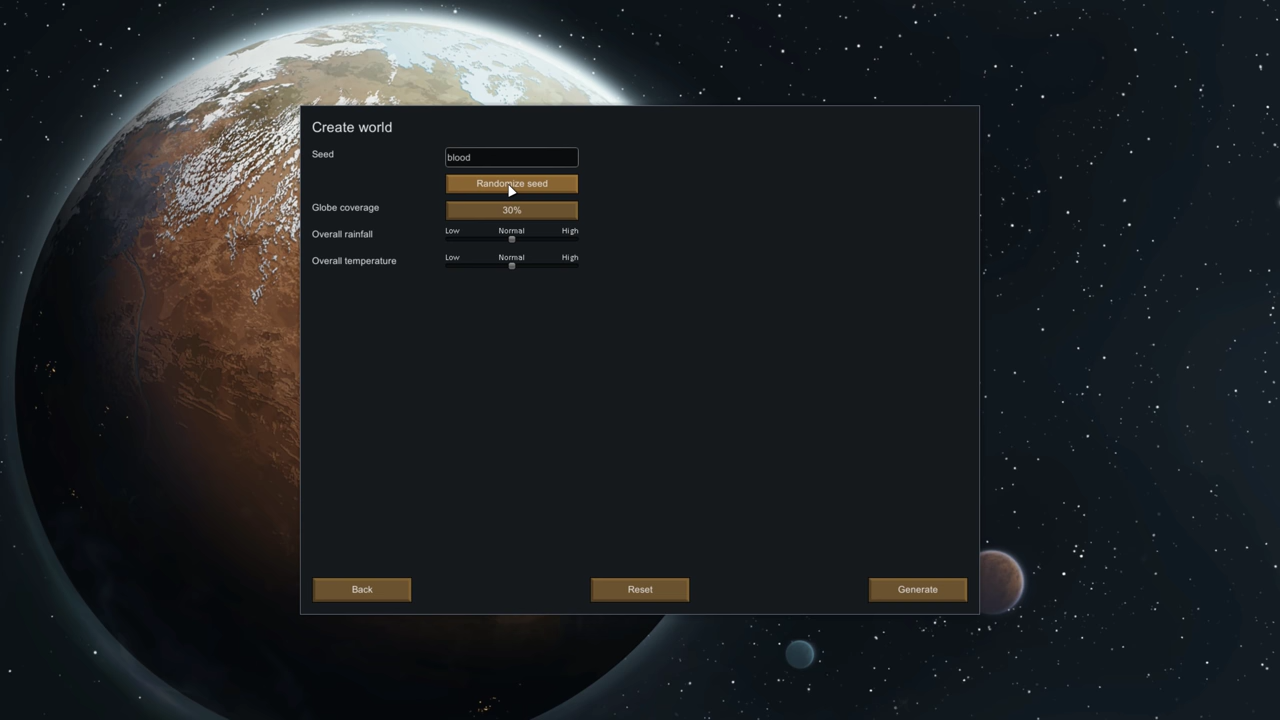 Create world
Seed
blood
Randomize seed
Globe coverage
30%
Overall rainfall
Low Normal High
Overall temperature
Low Normal High
Back
Reset
Generate